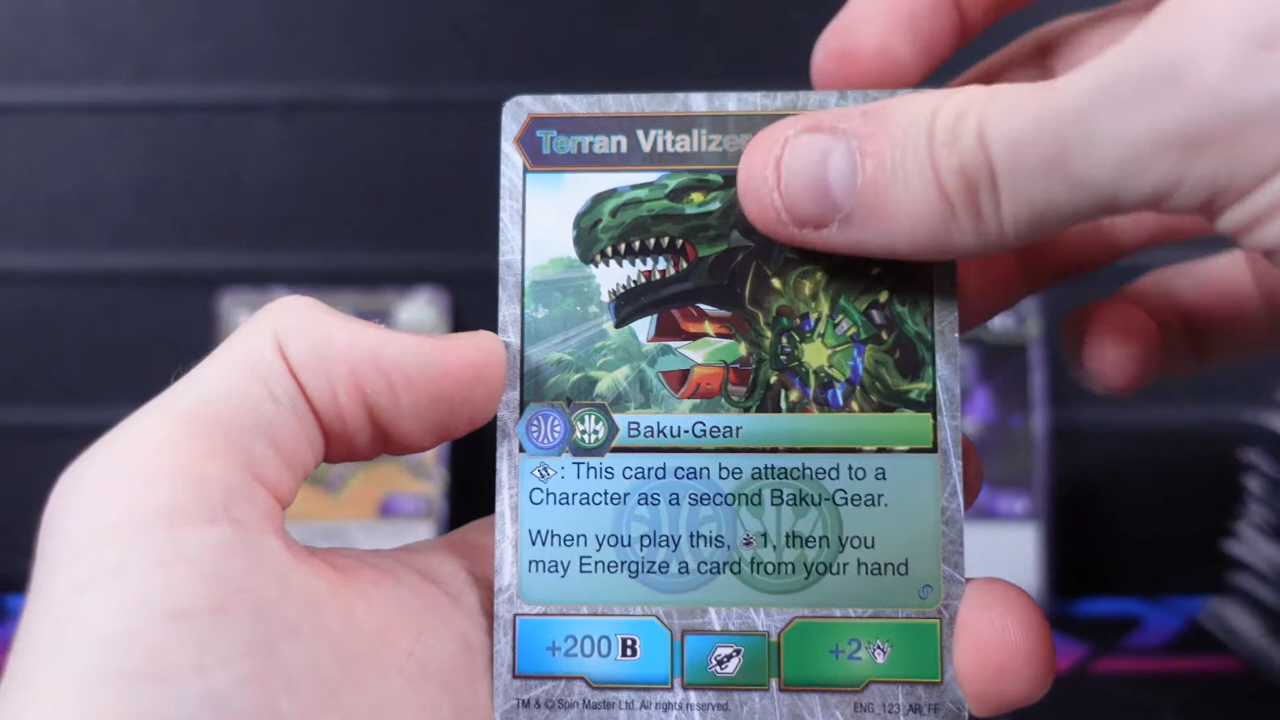 Terran Vitalizer
Baku-Gear
: This card can be attached to a
Character as a second Baku-Gear.
When you play this, 1, then you
may Energize a card from your hand
+200 B
+2
TM & © Spin Master Ltd. All rights reserved.
ENG_123_AR_FF